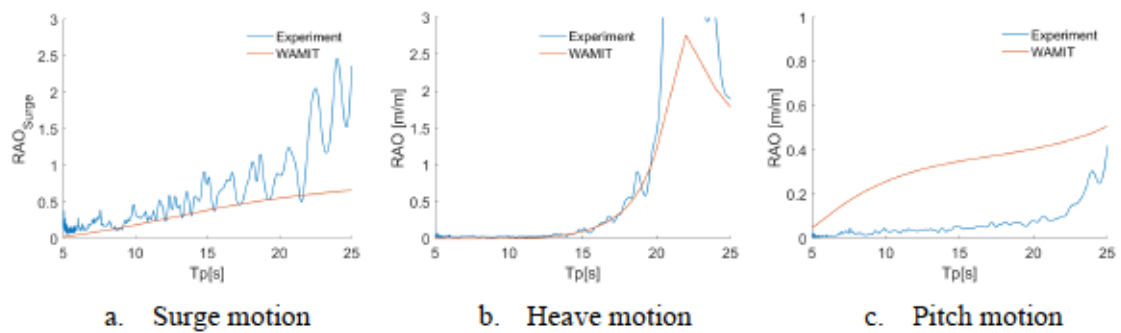 3
2.5
2
1.5
1
0.5
0
RAO_Surge
Experiment
WAMIT
5 10 15 20 25
Tp[s]
a. Surge motion
3
2.5
2
1.5
1
0.5
0
RAO [m/m]
Experiment
WAMIT
5 10 15 20 25
Tp[s]
b. Heave motion
1
0.8
0.6
0.4
0.2
0
RAO [m/m]
Experiment
WAMIT
5 10 15 20 25
Tp[s]
c. Pitch motion